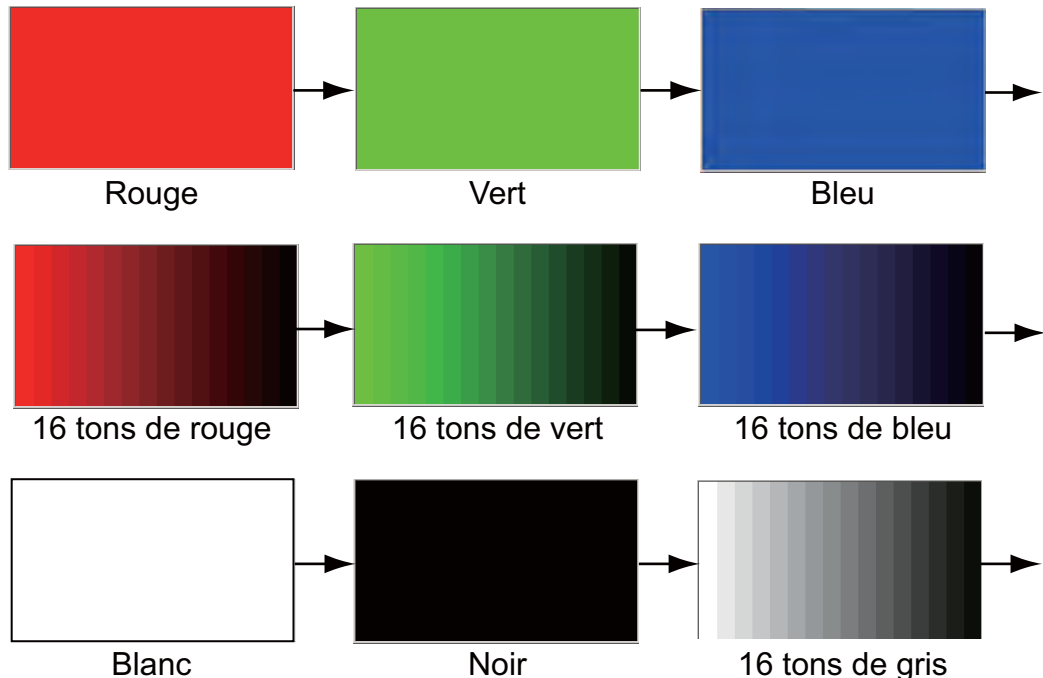 Rouge
Vert
Bleu
16 tons de rouge
16 tons de vert
16 tons de bleu
Blanc
Noir
16 tons de gris